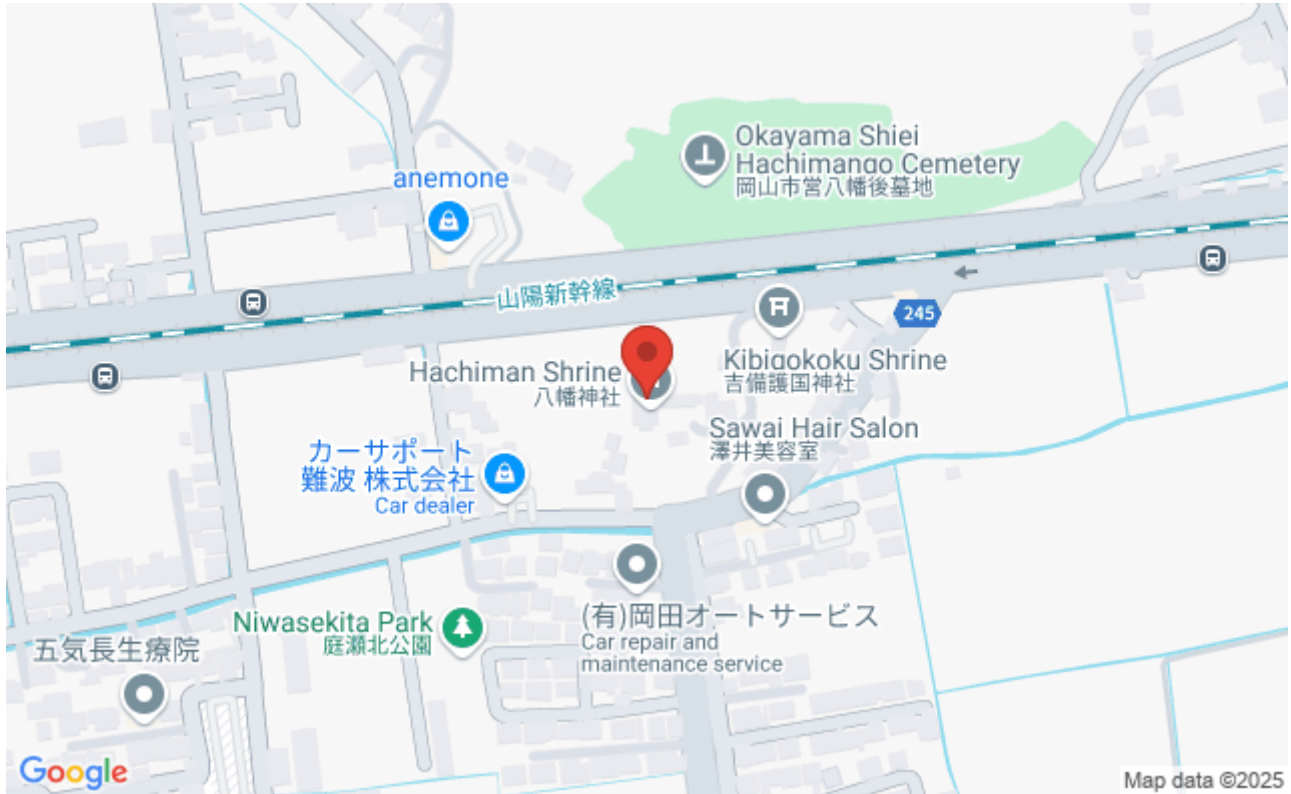 Okayama Shiei
Hachimango Cemetery
岡山市営八幡後墓地
anemone
山陽新幹線
245
Hachiman Shrine
八幡神社
Kibigokoku Shrine
吉備護国神社
Sawai Hair Salon
澤井美容室
カーサポート
難波 株式会社
Car dealer
(有)岡田オートサービス
Car repair and
maintenance service
Niwasekita Park
庭瀬北公園
五気長生療院
Google
Map data ©2025